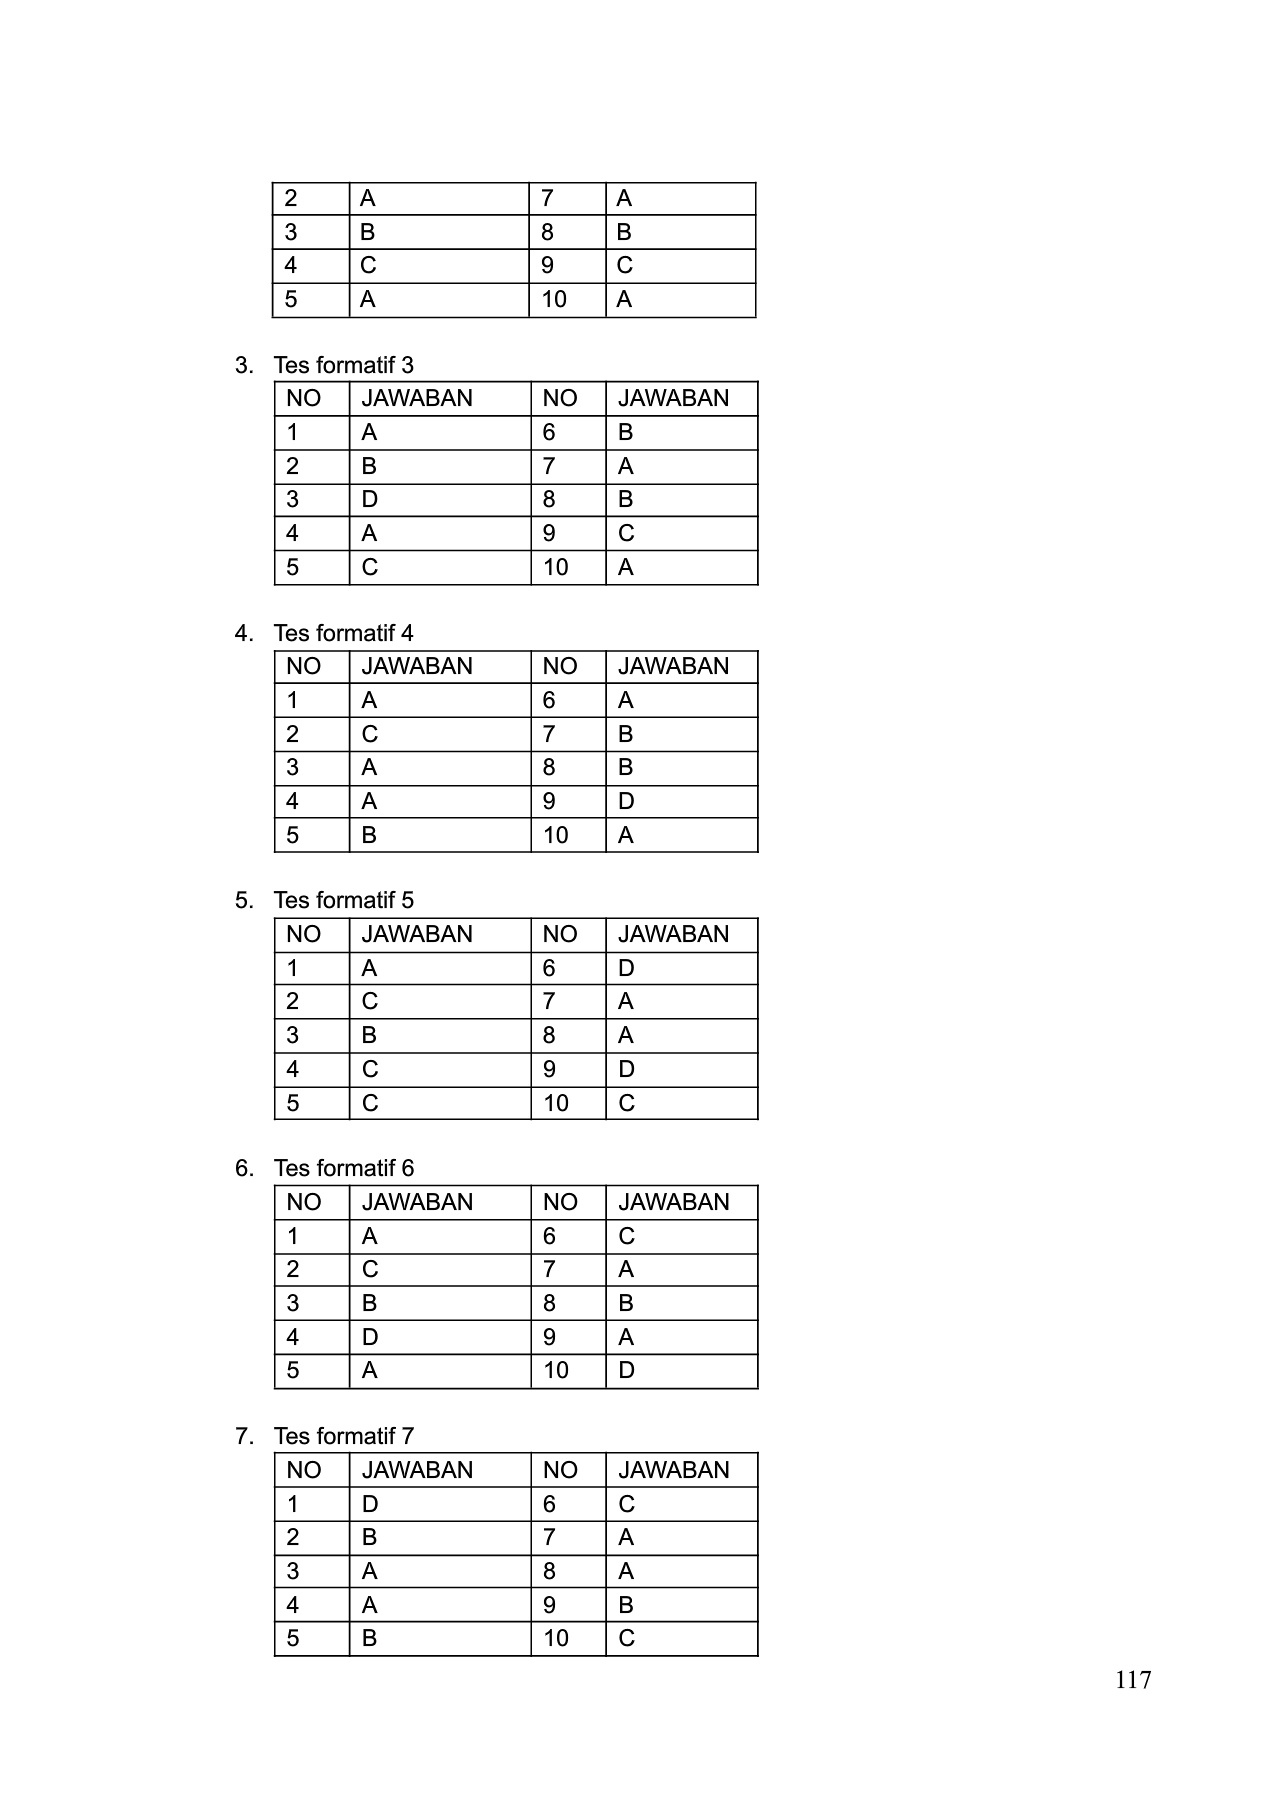 2 A 7 A
3 B 8 B
4 C 9 C
5 A 10 A
3. Tes formatif 3
NO JAWABAN NO JAWABAN
1 A 6 B
2 B 7 A
3 D 8 B
4 A 9 C
5 C 10 A
4. Tes formatif 4
NO JAWABAN NO JAWABAN
1 A 6 A
2 C 7 B
3 A 8 B
4 A 9 D
5 B 10 A
5. Tes formatif 5
NO JAWABAN NO JAWABAN
1 A 6 D
2 C 7 A
3 B 8 A
4 C 9 D
5 C 10 C
6. Tes formatif 6
NO JAWABAN NO JAWABAN
1 A 6 C
2 C 7 A
3 B 8 B
4 D 9 A
5 A 10 D
7. Tes formatif 7
NO JAWABAN NO JAWABAN
1 D 6 C
2 B 7 A
3 A 8 A
4 A 9 B
5 B 10 C
117